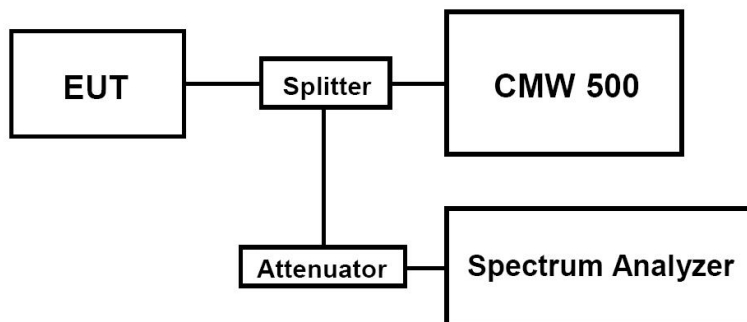 EUT
Splitter
CMW 500
Attenuator
Spectrum Analyzer